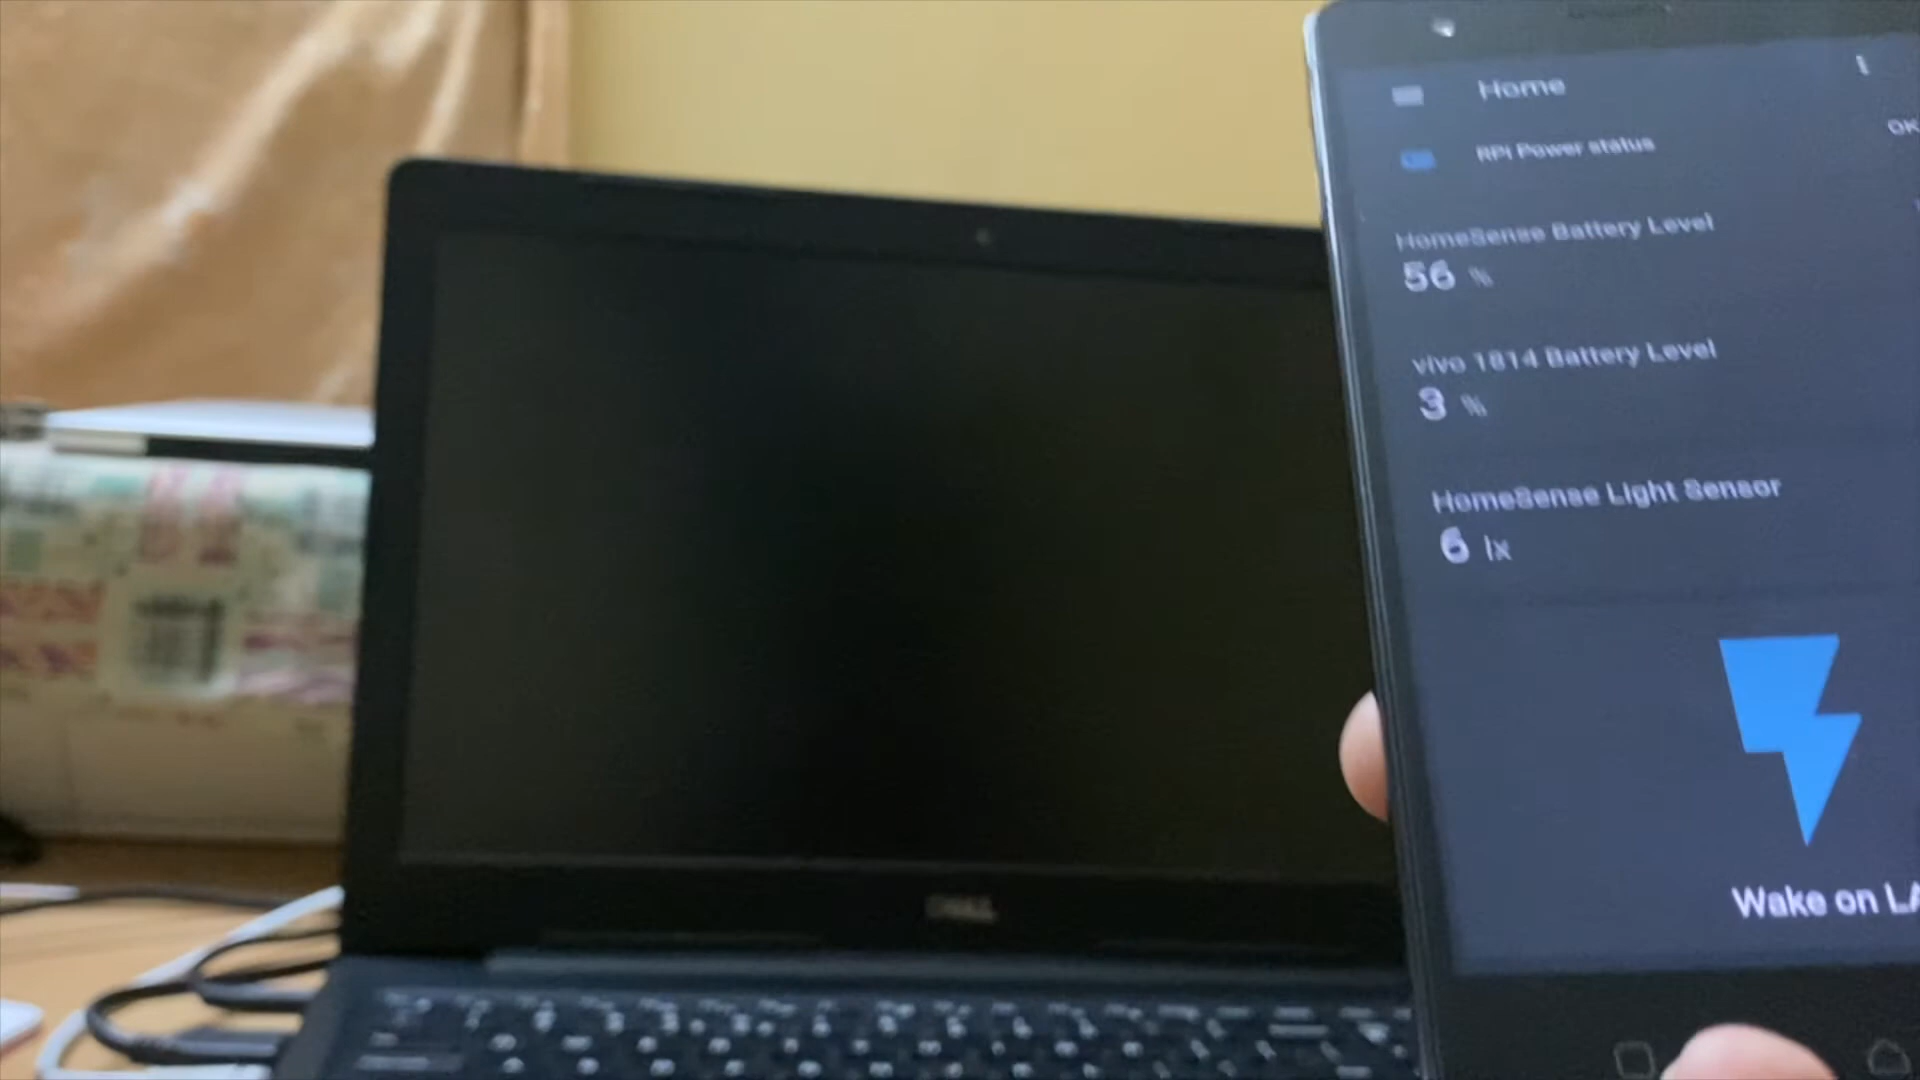 Home
RPI Power status
OK
HomeSense Battery Level
56 %
vivo 1814 Battery Level
3 %
HomeSense Light Sensor
6 lx
Wake on LA
DELL